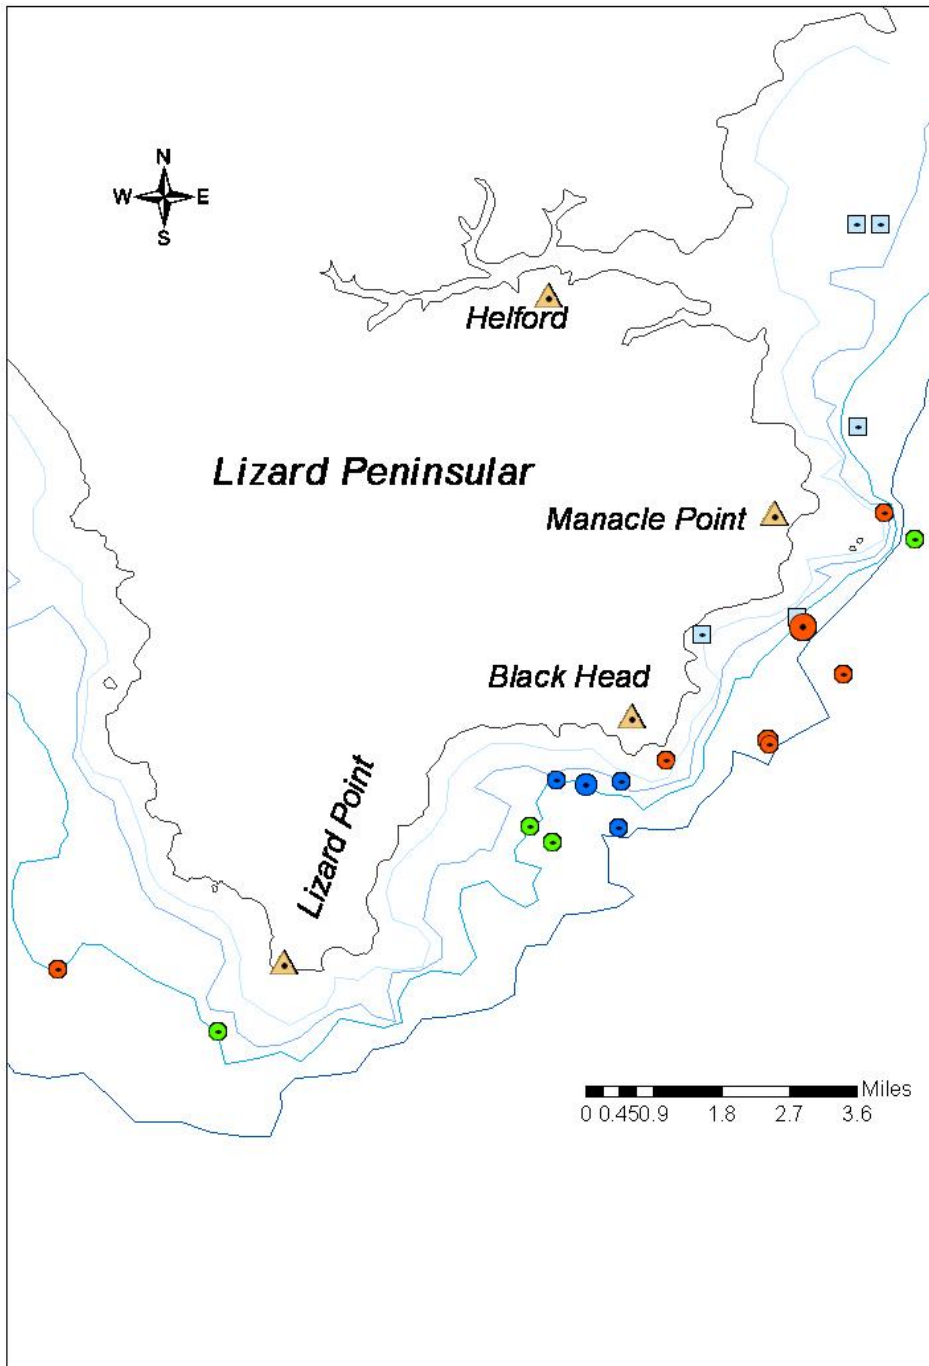 N
W E
S
Helford
Lizard Peninsular
Manacle Point
Black Head
Lizard Point
Miles
0 0.450.9 1.8 2.7 3.6